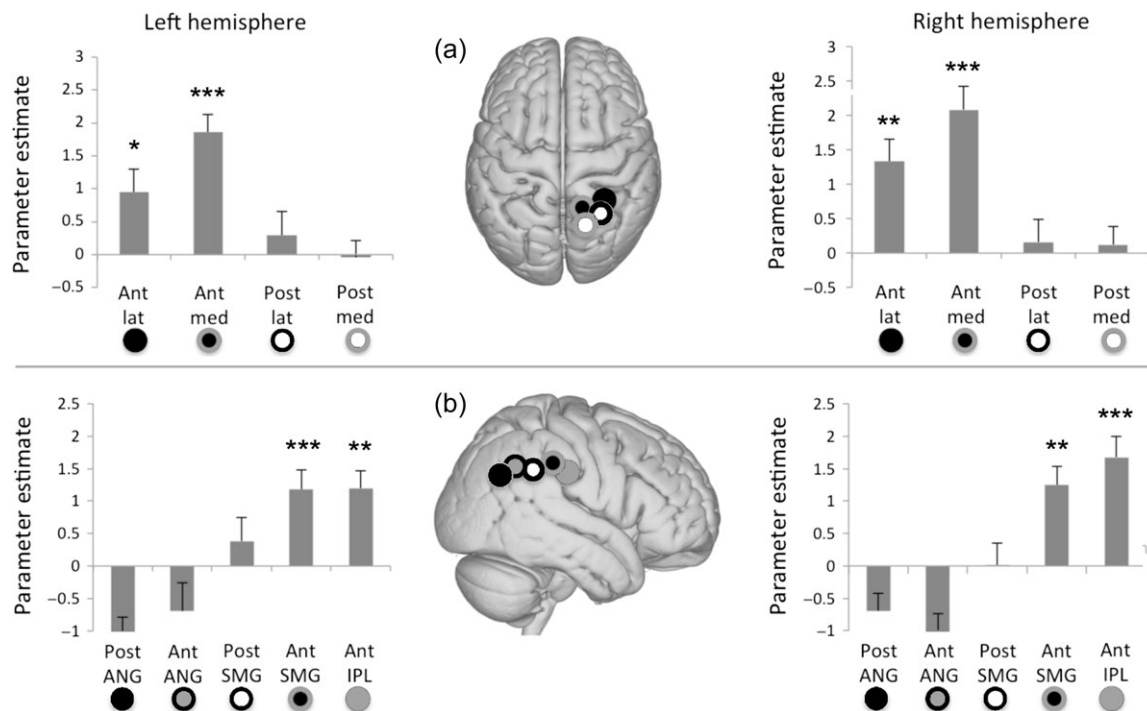 Left hemisphere
(a)
Right hemisphere
Parameter estimate
3
2.5
2
1.5
1
0.5
0
−0.5
*
***
Ant lat
Ant med
Post lat
Post med
Parameter estimate
3
2.5
2
1.5
1
0.5
0
−0.5
**
***
Ant lat
Ant med
Post lat
Post med
(b)
Parameter estimate
2.5
2
1.5
1
0.5
0
−0.5
−1
***
**
Post ANG
Ant ANG
Post SMG
Ant SMG
Ant IPL
Parameter estimate
2.5
2
1.5
1
0.5
0
−0.5
−1
**
***
Post ANG
Ant ANG
Post SMG
Ant SMG
Ant IPL